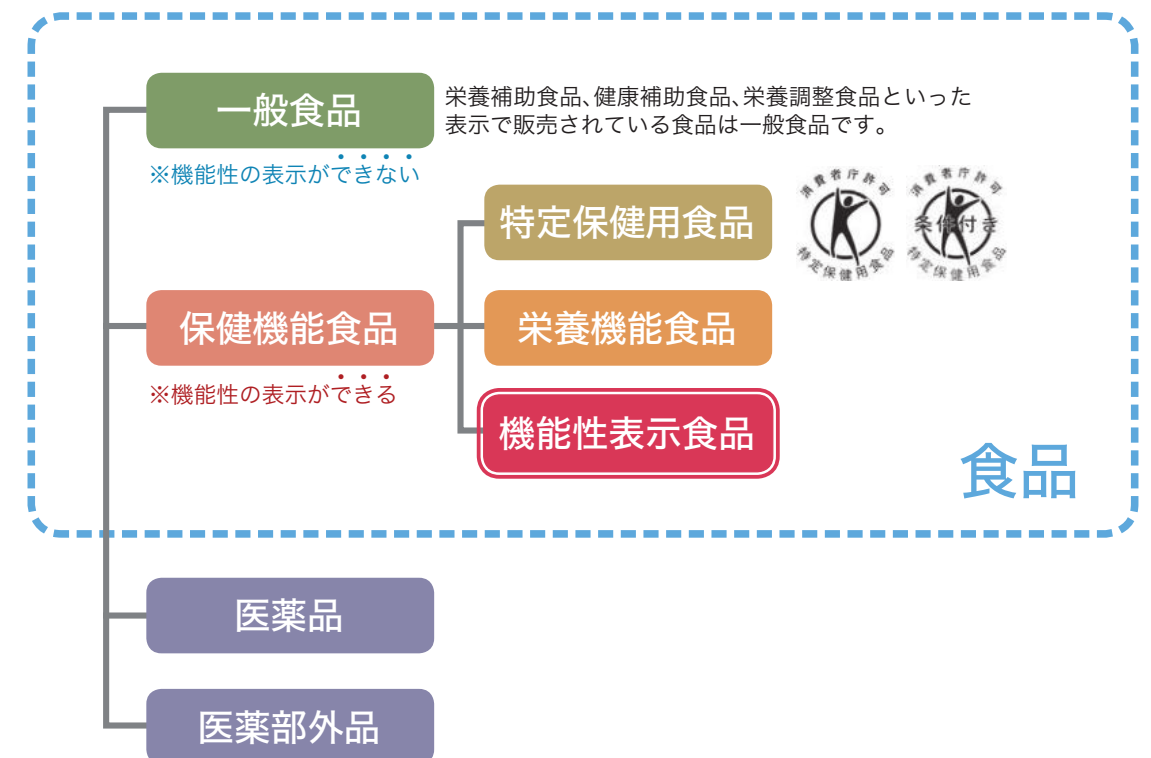 一般食品
栄養補助食品、健康補助食品、栄養調整食品といった
表示で販売されている食品は一般食品です。
※機能性の表示ができない
特定保健用食品
消費者庁許可
特定保健用食品
消費者庁許可
条件付き
特定保健用食品
保健機能食品
栄養機能食品
※機能性の表示ができる
機能性表示食品
食品
医薬品
医薬部外品